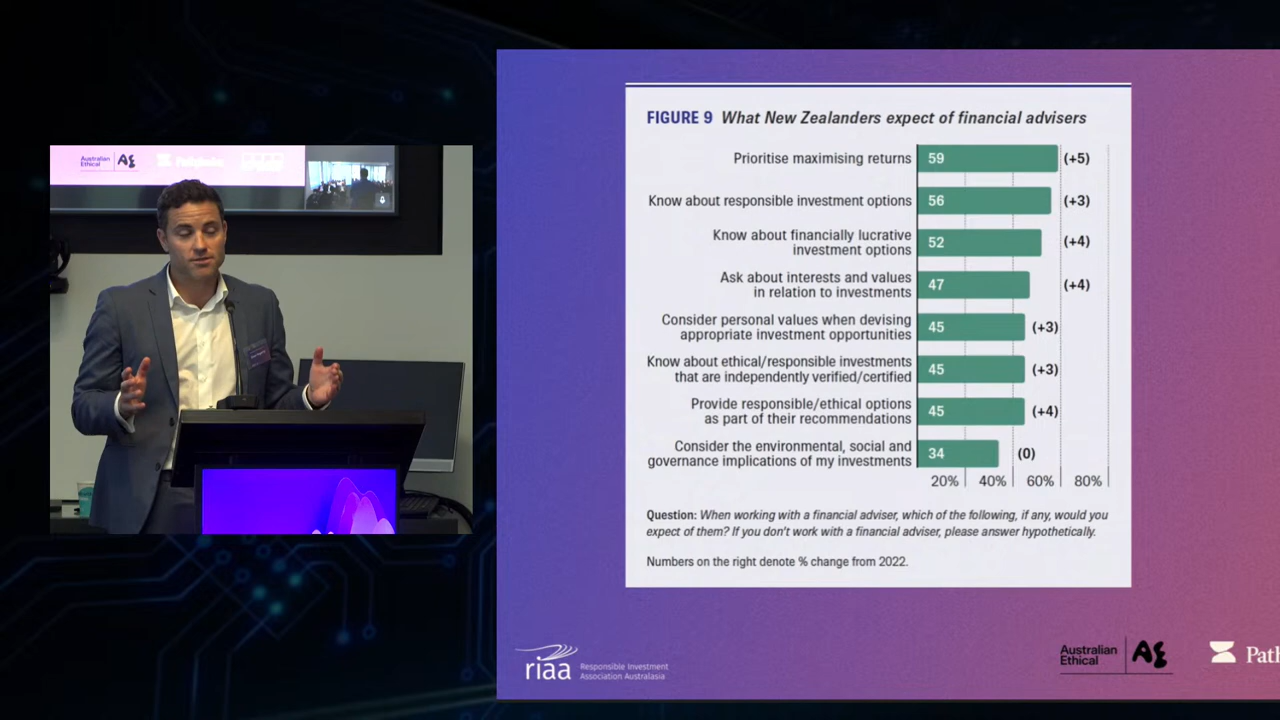 Australian
Ethical
FIGURE 9 What New Zealanders expect of financial advisers
Prioritise maximising returns 59 (+5)
Know about responsible investment options 56 (+3)
Know about financially lucrative
investment options 52 (+4)
Ask about interests and values
in relation to investments 47 (+4)
Consider personal values when devising
appropriate investment opportunities 45 (+3)
Know about ethical/responsible investments
that are independently verified/certified 45 (+3)
Provide responsible/ethical options
as part of their recommendations 45 (+4)
Consider the environmental, social and
governance implications of my investments 34 (0)
20% 40% 60% 80%
Question: When working with a financial adviser, which of the following, if any, would you
expect of them? If you don't work with a financial adviser, please answer hypothetically.
Numbers on the right denote % change from 2022.
riaa Responsible Investment
Association Australasia
Australian
Ethical
Path